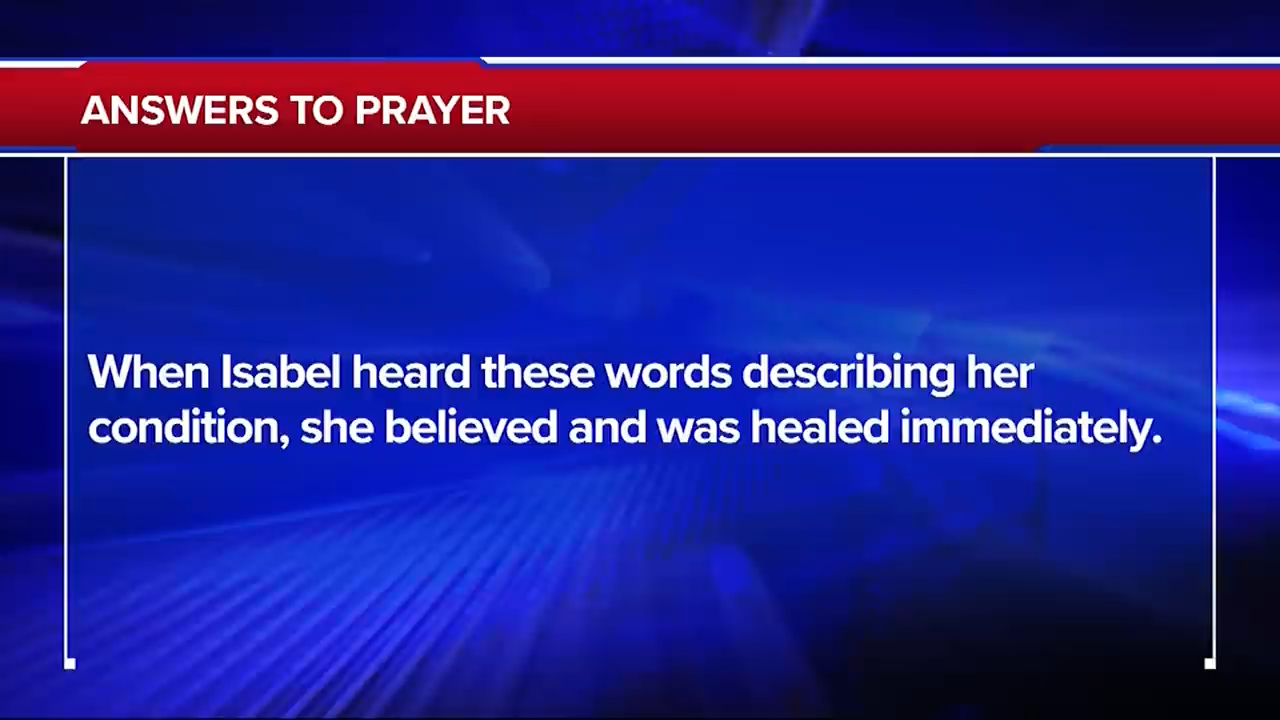 ANSWERS TO PRAYER
When Isabel heard these words describing her
condition, she believed and was healed immediately.